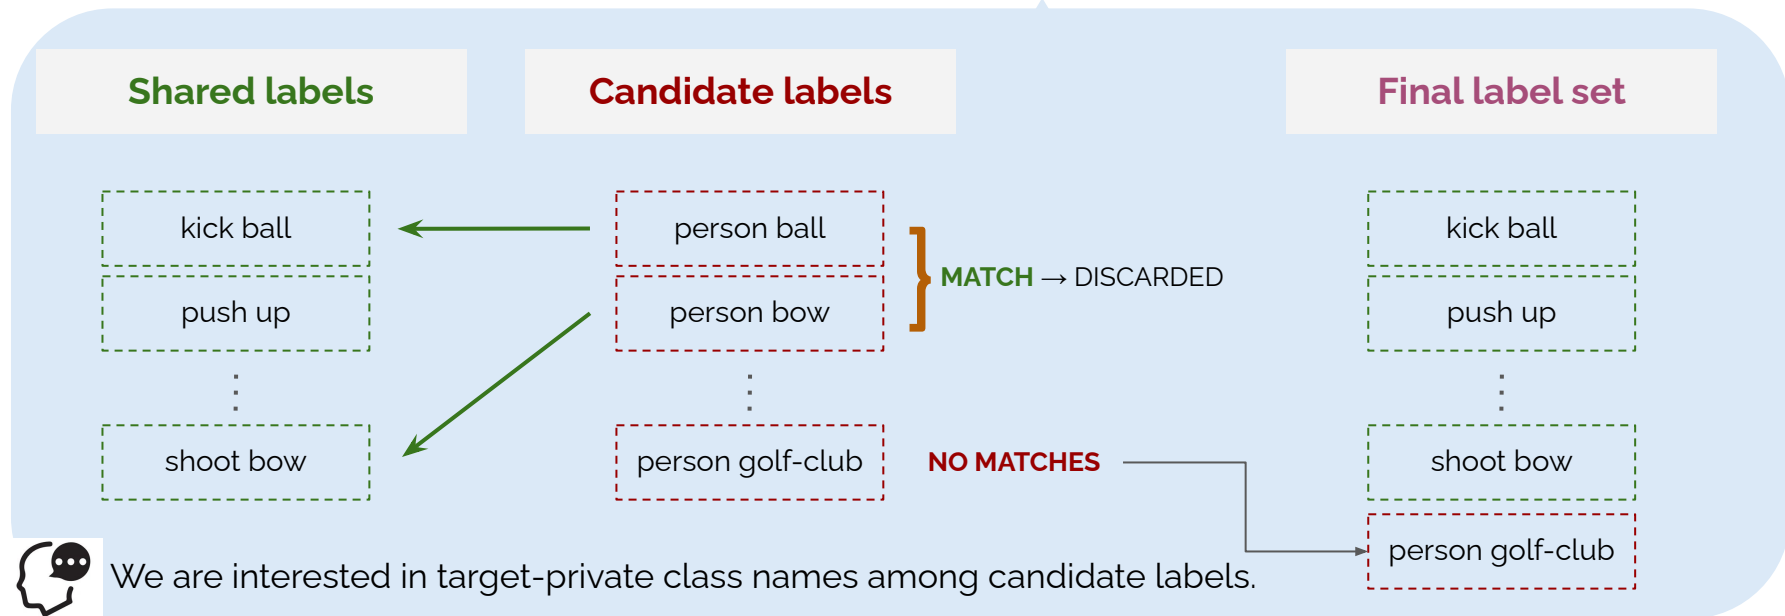 Shared labels
Candidate labels
Final label set
kick ball
person ball
kick ball
push up
person bow
MATCH → DISCARDED
push up
shoot bow
person golf-club
NO MATCHES
shoot bow
person golf-club
We are interested in target-private class names among candidate labels.